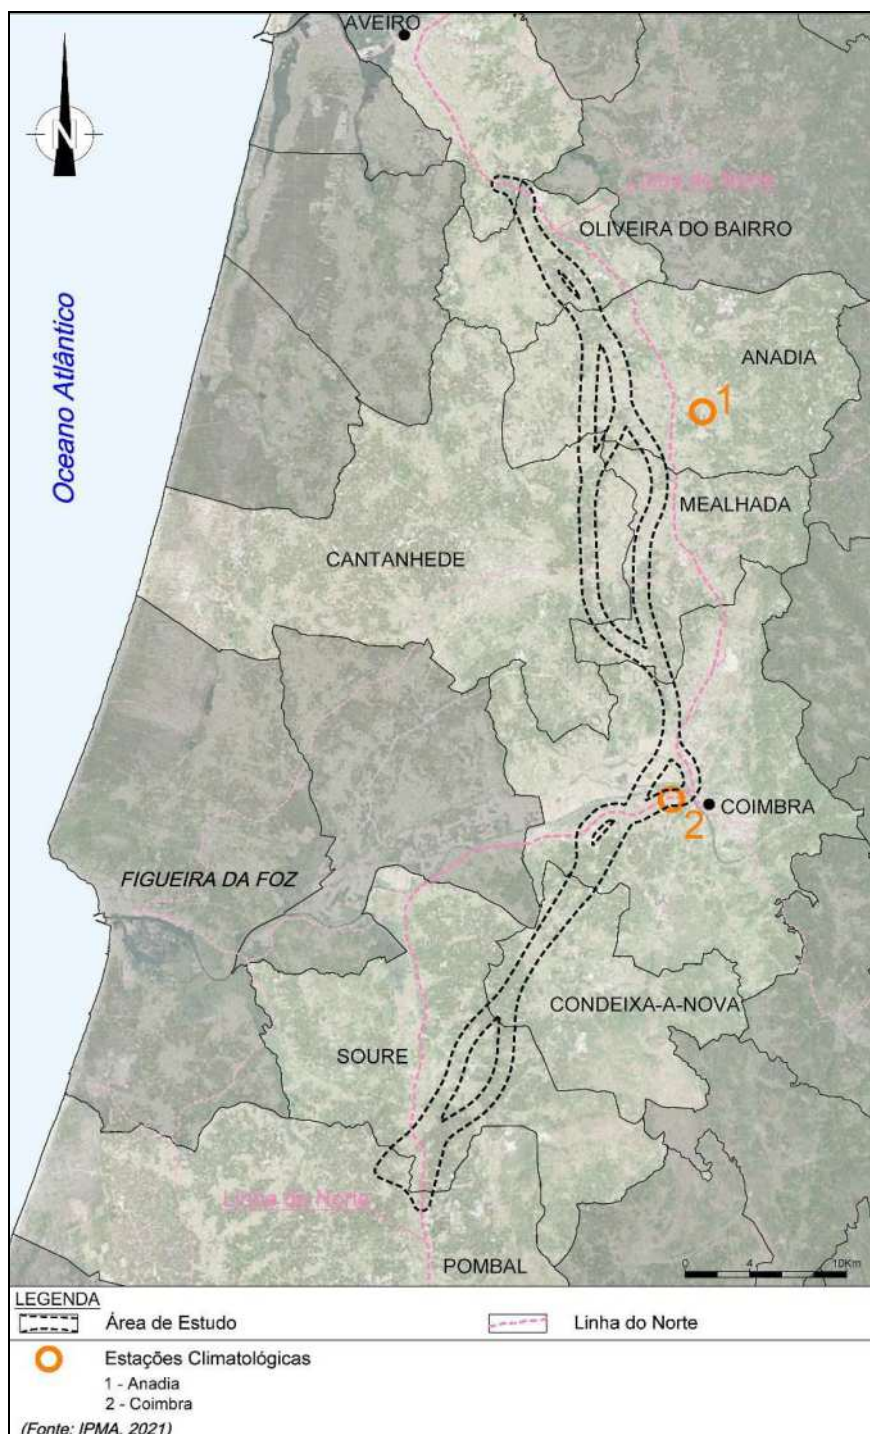 AVEIRO
N
Linha do Norte
OLIVEIRA DO BAIRRO
Oceano Atlântico
ANADIA
1
MEALHADA
CANTANHEDE
COIMBRA
2
FIGUEIRA DA FOZ
CONDEIXA-A-NOVA
SOURE
Linha do Norte
POMBAL
0 4 10Km
LEGENDA
Área de Estudo
Linha do Norte
Estações Climatológicas
1 - Anadia
2 - Coimbra
(Fonte: IPMA, 2021)